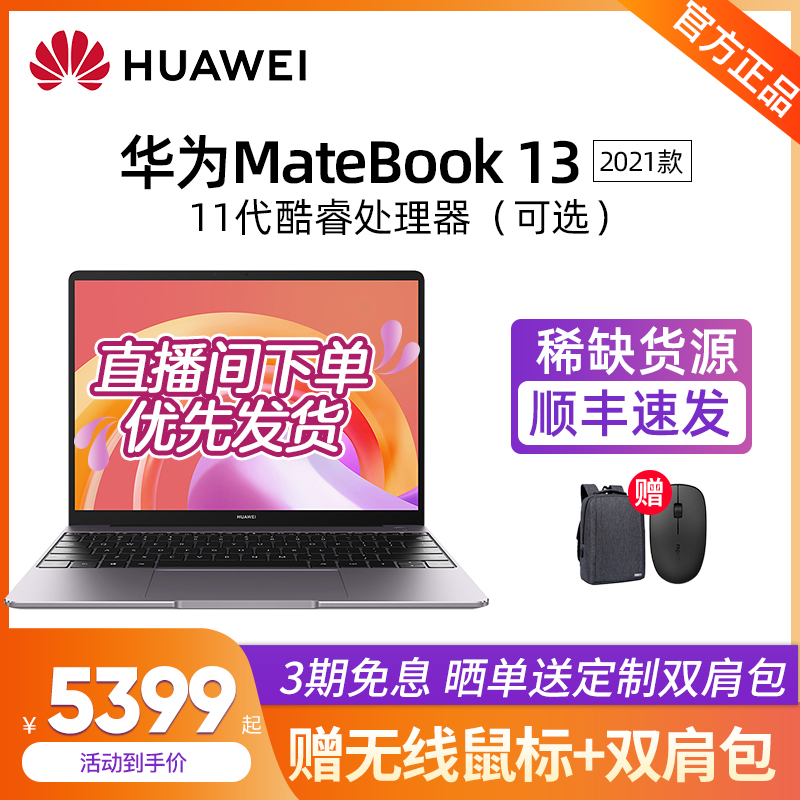 HUAWEI
官方正品
华为MateBook 13 2021款
11代酷睿处理器（可选）
直播间下单
优先发货
HUAWEI
稀缺货源
顺丰速发
赠
3期免息 晒单送定制双肩包
¥ 5399 起
活动到手价
赠无线鼠标+双肩包